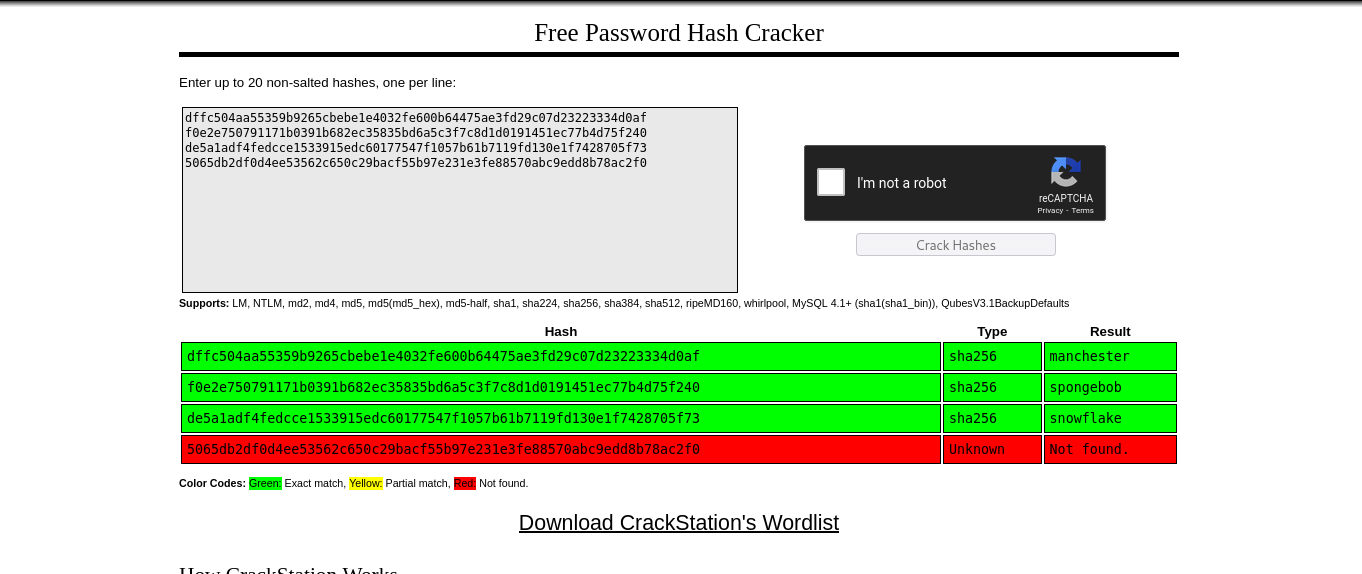 Free Password Hash Cracker
Enter up to 20 non-salted hashes, one per line:
dffc504aa55359b9265cbebe1e4032fe600b64475ae3fd29c07d23223334d0af
f0e2e750791171b0391b682ec35835bd6a5c3f7c8d1d0191451ec77b4d75f240
de5a1adf4fedcce1533915edc60177547f1057b61b7119fd130e1f7428705f73
5065db2df0d4ee53562c650c29bacf55b97e231e3fe88570abc9edd8b78ac2f0
I'm not a robot
reCAPTCHA
Privacy - Terms
Crack Hashes
Supports: LM, NTLM, md2, md4, md5, md5(md5_hex), md5-half, sha1, sha224, sha256, sha384, sha512, ripeMD160, whirlpool, MySQL 4.1+ (sha1(sha1_bin)), QubesV3.1BackupDefaults
Hash Type Result
dffc504aa55359b9265cbebe1e4032fe600b64475ae3fd29c07d23223334d0af sha256 manchester
f0e2e750791171b0391b682ec35835bd6a5c3f7c8d1d0191451ec77b4d75f240 sha256 spongebob
de5a1adf4fedcce1533915edc60177547f1057b61b7119fd130e1f7428705f73 sha256 snowflake
5065db2df0d4ee53562c650c29bacf55b97e231e3fe88570abc9edd8b78ac2f0 Unknown Not found.
Color Codes: Green: Exact match, Yellow: Partial match, Red: Not found.
Download CrackStation's Wordlist
How CrackStation Works